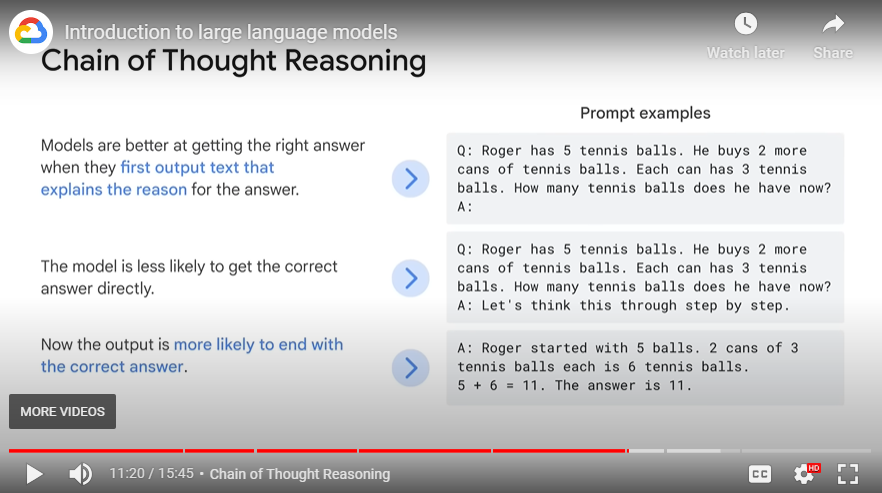 Introduction to large language models
Watch later
Share
Chain of Thought Reasoning
Prompt examples
Models are better at getting the right answer
when they first output text that
explains the reason for the answer.
Q: Roger has 5 tennis balls. He buys 2 more
cans of tennis balls. Each can has 3 tennis
balls. How many tennis balls does he have now?
A:
The model is less likely to get the correct
answer directly.
Q: Roger has 5 tennis balls. He buys 2 more
cans of tennis balls. Each can has 3 tennis
balls. How many tennis balls does he have now?
A: Let's think this through step by step.
Now the output is more likely to end with
the correct answer.
A: Roger started with 5 balls. 2 cans of 3
tennis balls each is 6 tennis balls.
5 + 6 = 11. The answer is 11.
MORE VIDEOS
11:20 / 15:45 • Chain of Thought Reasoning
CC
HD